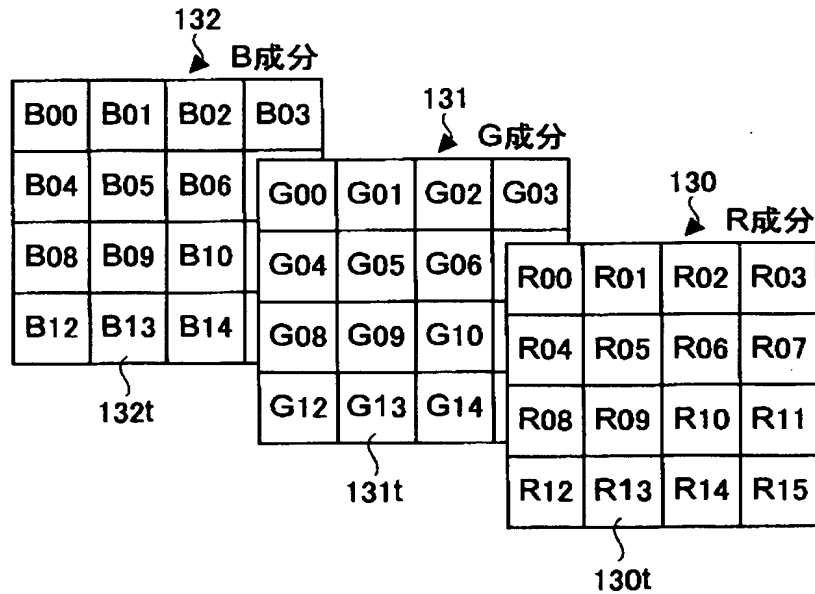 132
B成分
B00 B01 B02 B03
B04 B05 B06
B08 B09 B10
B12 B13 B14
132t
131
G成分
G00 G01 G02 G03
G04 G05 G06
G08 G09 G10
G12 G13 G14
131t
130
R成分
R00 R01 R02 R03
R04 R05 R06 R07
R08 R09 R10 R11
R12 R13 R14 R15
130t